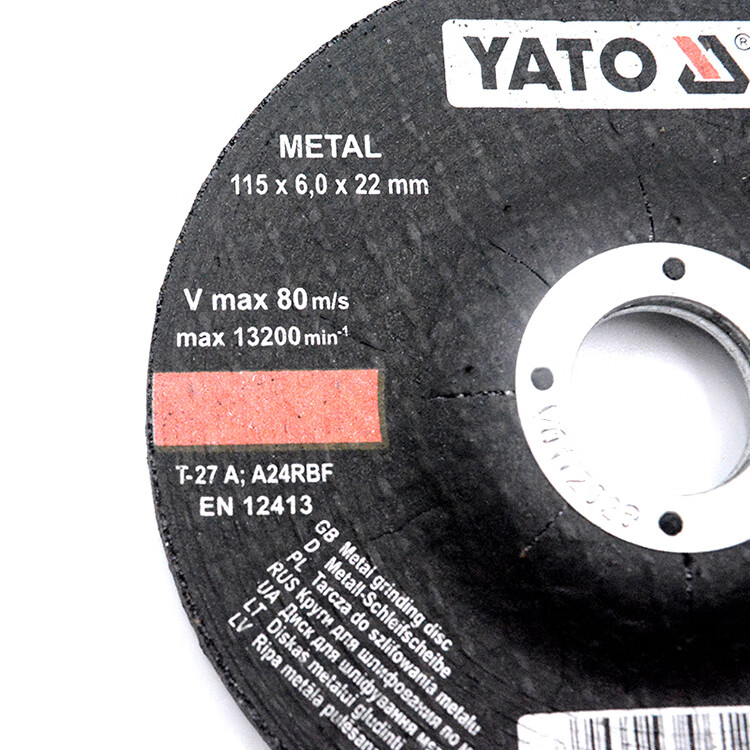 YATO ®
METAL
115 x 6,0 x 22 mm
V max 80 m/s
max 13200 min-1
T-27 A; A24RBF
EN 12413
GB Metal grinding disc
D Metall-Schleifscheibe
PL Tarcza do szlifowania metalu
RUS Круги для шлифования по
UA Диск для шліфування
LT Diskas metalui gludinti
LV Ripa metāla